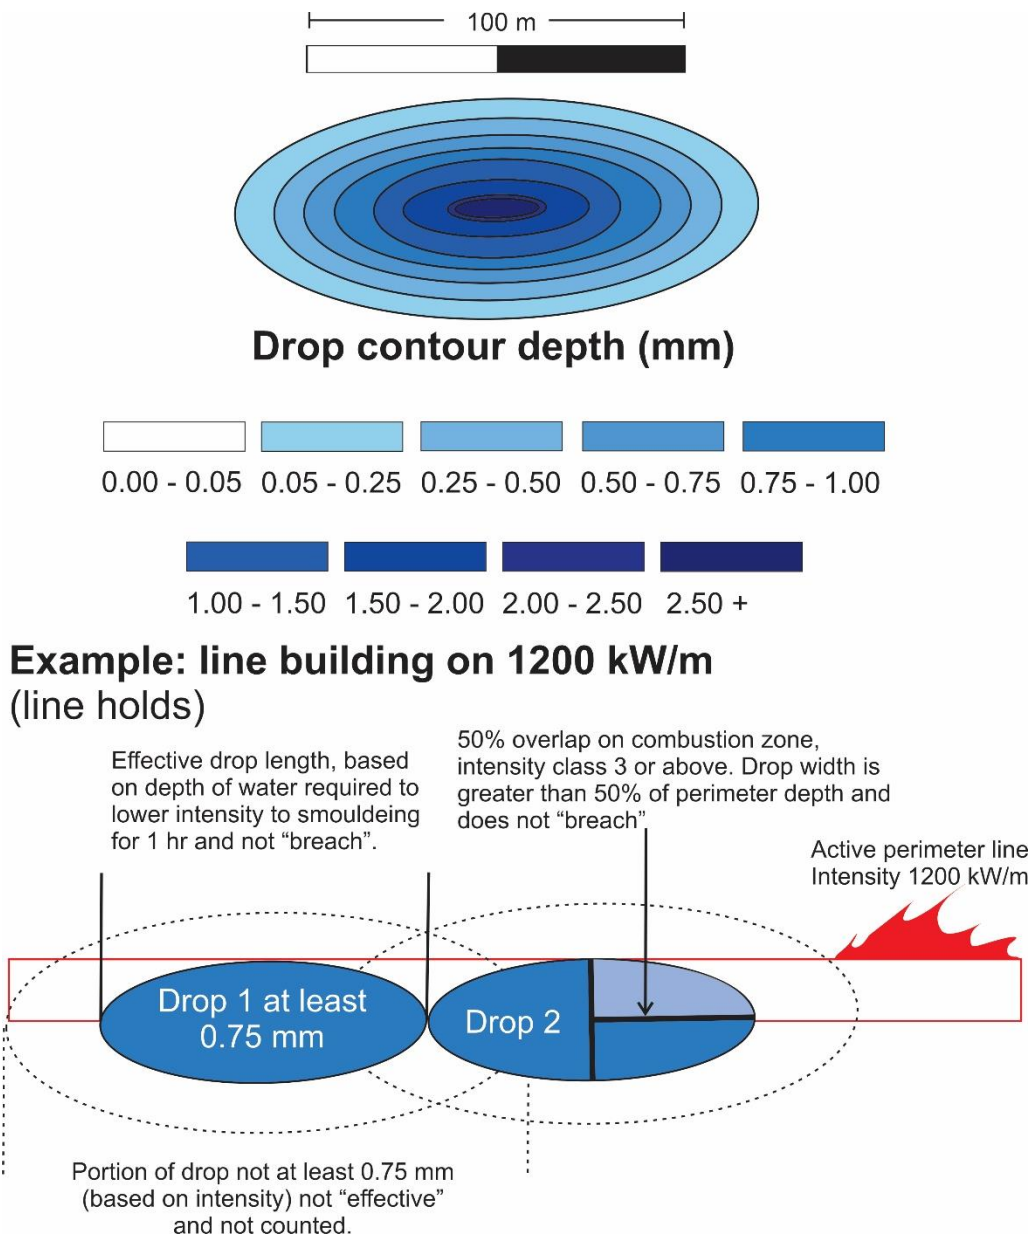 100 m
Drop contour depth (mm)
0.00 - 0.05 0.05 - 0.25 0.25 - 0.50 0.50 - 0.75 0.75 - 1.00
1.00 - 1.50 1.50 - 2.00 2.00 - 2.50 2.50 +
Example: line building on 1200 kW/m
(line holds)
Effective drop length, based
on depth of water required to
lower intensity to smouldeing
for 1 hr and not “breach”.
50% overlap on combustion zone,
intensity class 3 or above. Drop width is
greater than 50% of perimeter depth and
does not “breach”
Active perimeter line
Intensity 1200 kW/m
Drop 1 at least
0.75 mm
Drop 2
Portion of drop not at least 0.75 mm
(based on intensity) not “effective”
and not counted.